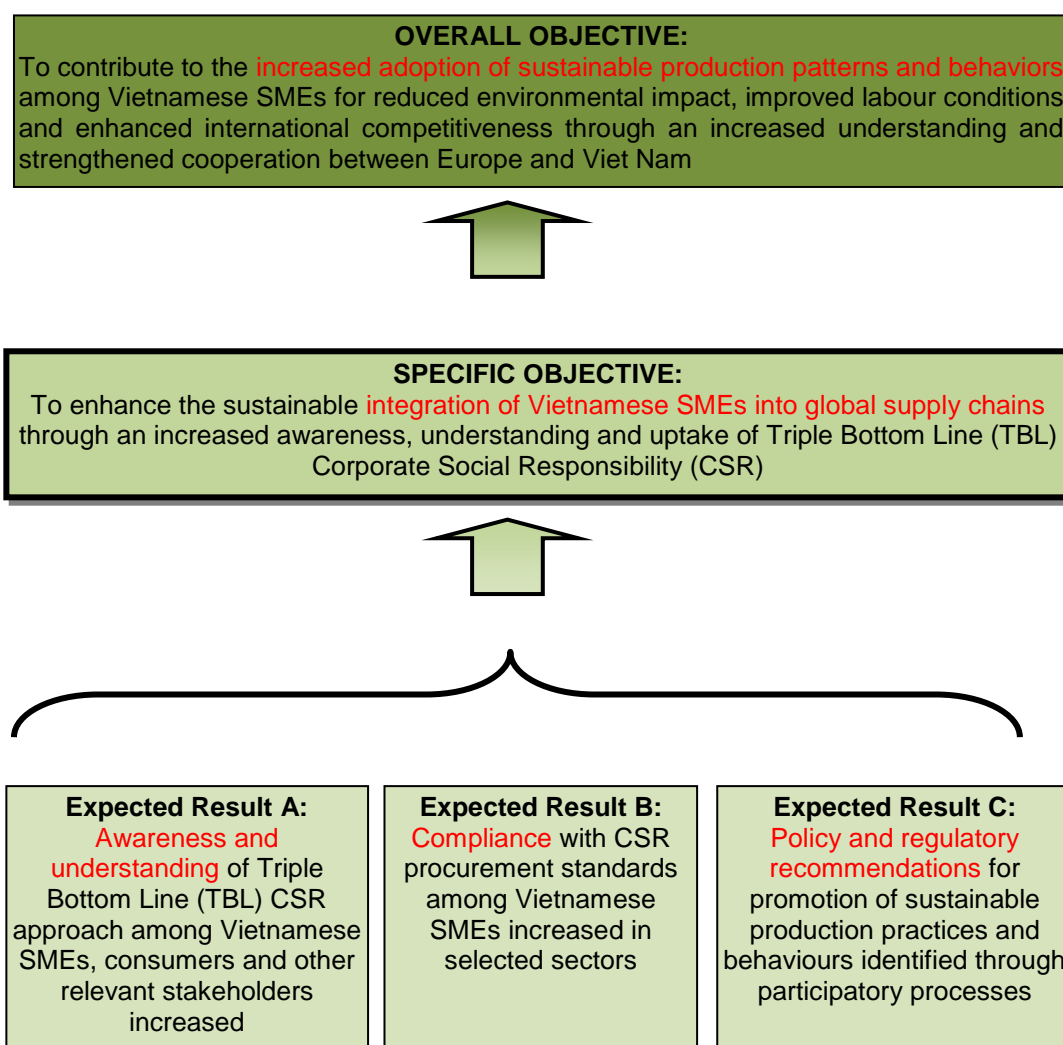 OVERALL OBJECTIVE:
To contribute to the increased adoption of sustainable production patterns and behaviors
among Vietnamese SMEs for reduced environmental impact, improved labour conditions
and enhanced international competitiveness through an increased understanding and
strengthened cooperation between Europe and Viet Nam
SPECIFIC OBJECTIVE:
To enhance the sustainable integration of Vietnamese SMEs into global supply chains
through an increased awareness, understanding and uptake of Triple Bottom Line (TBL)
Corporate Social Responsibility (CSR)
Expected Result A:
Awareness and
understanding of Triple
Bottom Line (TBL) CSR
approach among Vietnamese
SMEs, consumers and other
relevant stakeholders
increased
Expected Result B:
Compliance with CSR
procurement standards
among Vietnamese
SMEs increased in
selected sectors
Expected Result C:
Policy and regulatory
recommendations for
promotion of sustainable
production practices and
behaviours identified through
participatory processes